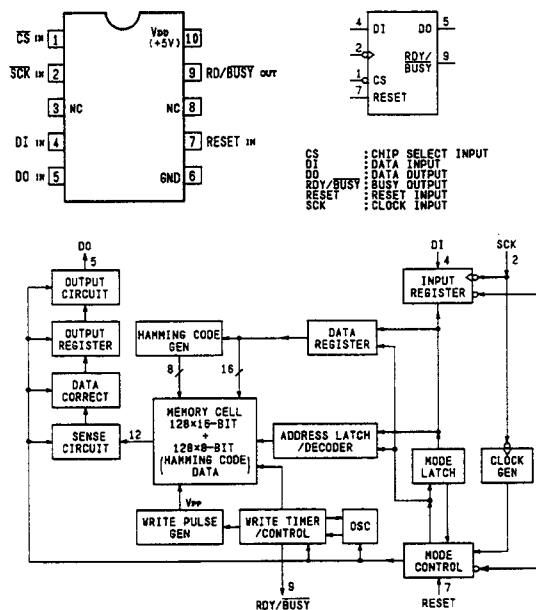 CS IN 1
VDD
(+5V) 10
SCK IN 2
9 RD/BUSY OUT
3 NC
NC 8
DI IN 4
7 RESET IN
DO IN 5
GND 6
4 DI DO 5
2
RDY/
BUSY 9
1 CS
7 RESET
CS : CHIP SELECT INPUT
DI : DATA INPUT
DO : DATA OUTPUT
RDY/BUSY : BUSY OUTPUT
RESET : RESET INPUT
SCK : CLOCK INPUT
DO
5
DI
4
SCK
2
OUTPUT
CIRCUIT
INPUT
REGISTER
OUTPUT
REGISTER
HAMMING CODE
GEN
DATA
REGISTER
8
16
DATA
CORRECT
MEMORY CELL
128×16-BIT
+
128×8-BIT
(HAMMING CODE)
DATA
SENSE
CIRCUIT
12
ADDRESS LATCH
/DECODER
MODE
LATCH
CLOCK
GEN
VPP
WRITE PULSE
GEN
WRITE TIMER
/CONTROL
OSC
MODE
CONTROL
9
RDY/BUSY
7
RESET